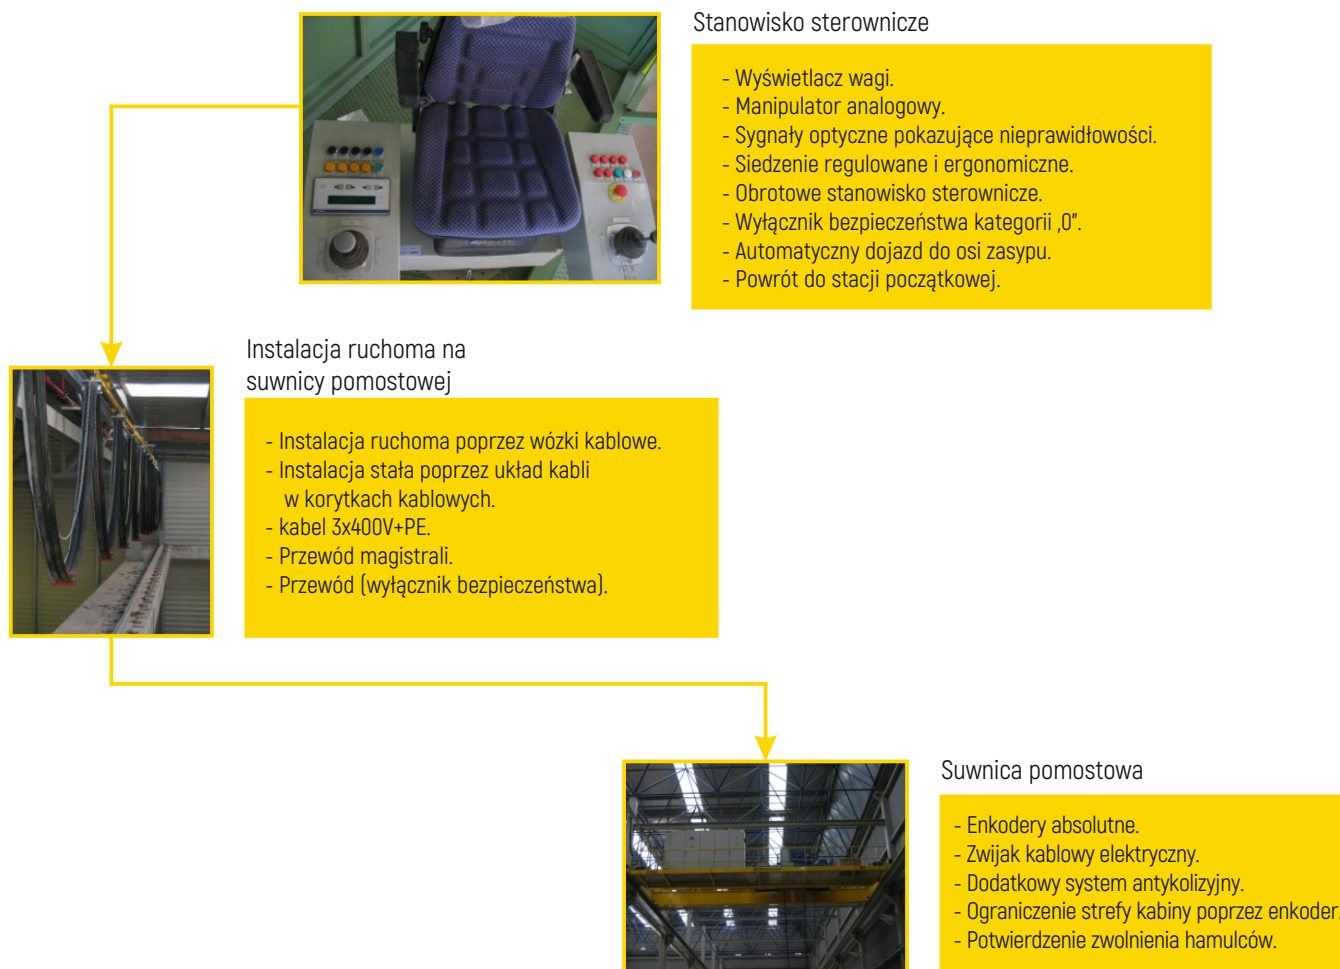 Stanowisko sterownicze
- Wyświetlacz wagi.
- Manipulator analogowy.
- Sygnały optyczne pokazujące nieprawidłowości.
- Siedzenie regulowane i ergonomiczne.
- Obrotowe stanowisko sterownicze.
- Wyłącznik bezpieczeństwa kategorii ‚0”.
- Automatyczny dojazd do osi zasypu.
- Powrót do stacji początkowej.
Instalacja ruchoma na
suwnicy pomostowej
- Instalacja ruchoma poprzez wózki kablowe.
- Instalacja stała poprzez układ kabli
w korytkach kablowych.
- kabel 3x400V+PE.
- Przewód magistrali.
- Przewód (wyłącznik bezpieczeństwa).
Suwnica pomostowa
- Enkodery absolutne.
- Zwijak kablowy elektryczny.
- Dodatkowy system antykolizyjny.
- Ograniczenie strefy kabiny poprzez enkoder.
- Potwierdzenie zwolnienia hamulców.